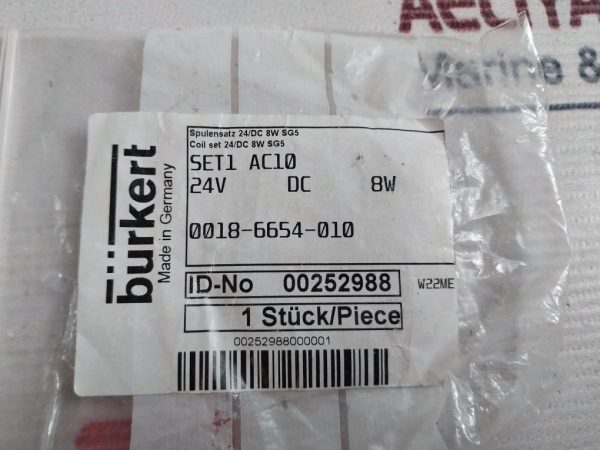 bürkert
Made in Germany
Spulensatz 24/DC 8W SG5
Coil set 24/DC 8W SG5
SET1 AC10
24V DC 8W
0018-6654-010
ID-No 00252988
W22ME
1 Stück/Piece
00252988000001
Marine &